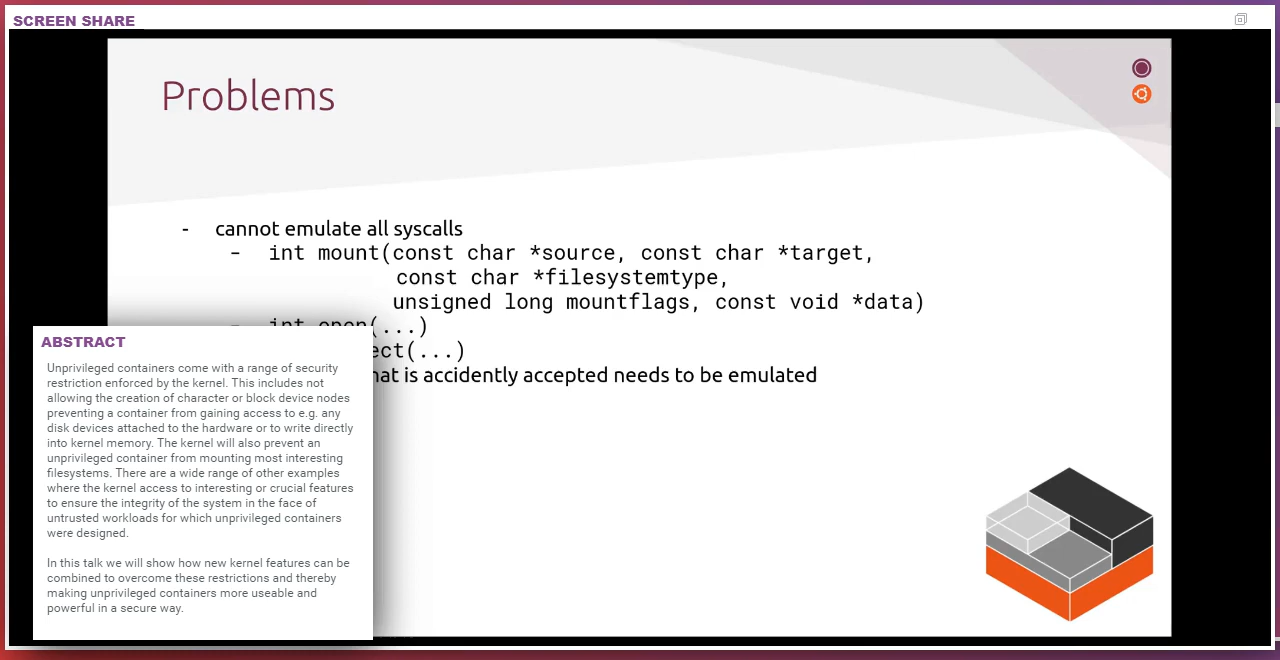 SCREEN SHARE
Problems
- cannot emulate all syscalls
- int mount(const char *source, const char *target,
const char *filesystemtype,
unsigned long mountflags, const void *data)
- int open(...)
ect(...)
hat is accidently accepted needs to be emulated
ABSTRACT
Unprivileged containers come with a range of security
restriction enforced by the kernel. This includes not
allowing the creation of character or block device nodes
preventing a container from gaining access to e.g. any
disk devices attached to the hardware or to write directly
into kernel memory. The kernel will also prevent an
unprivileged container from mounting most interesting
filesystems. There are a wide range of other examples
where the kernel access to interesting or crucial features
to ensure the integrity of the system in the face of
untrusted workloads for which unprivileged containers
were designed.
In this talk we will show how new kernel features can be
combined to overcome these restrictions and thereby
making unprivileged containers more useable and
powerful in a secure way.